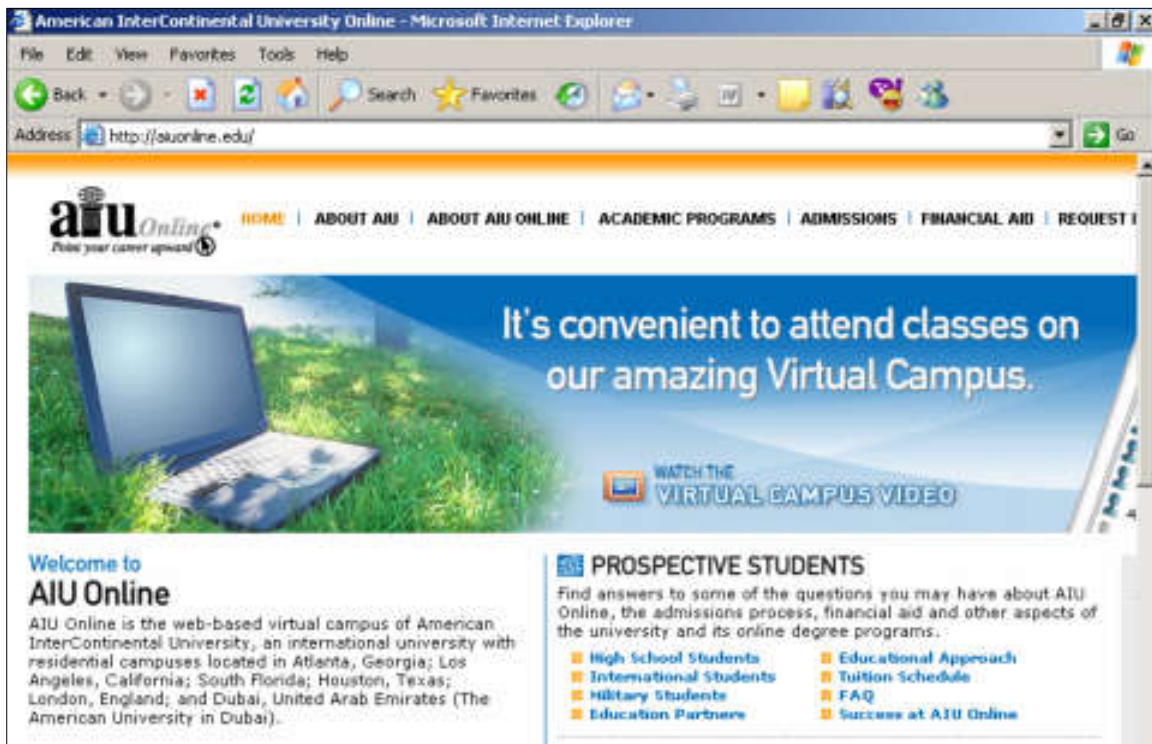 American InterContinental University Online - Microsoft Internet Explorer
File Edit View Favorites Tools Help
Back Search Favorites
Address http://aiuonline.edu/ Go
aiu Online
Point your career upward
HOME | ABOUT AIU | ABOUT AIU ONLINE | ACADEMIC PROGRAMS | ADMISSIONS | FINANCIAL AID | REQUEST I
It's convenient to attend classes on
our amazing Virtual Campus.
WATCH THE
VIRTUAL CAMPUS VIDEO
Welcome to
AIU Online
AIU Online is the web-based virtual campus of American
InterContinental University, an international university with
residential campuses located in Atlanta, Georgia; Los
Angeles, California; South Florida; Houston, Texas;
London, England; and Dubai, United Arab Emirates (The
American University in Dubai).
PROSPECTIVE STUDENTS
Find answers to some of the questions you may have about AIU
Online, the admissions process, financial aid and other aspects of
the university and its online degree programs.
High School Students
International Students
Military Students
Education Partners
Educational Approach
Tuition Schedule
FAQ
Success at AIU Online